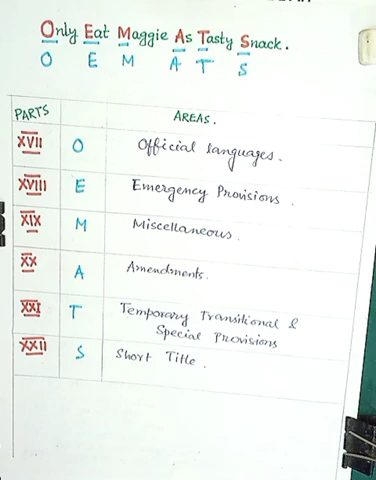 Only Eat Maggie As Tasty Snack.
O E M A T S
PARTS AREAS.
XVII O Official languages.
XVIII E Emergency Provisions.
XIX M Miscellaneous.
XX A Amendments.
XXI T Temporary Transitional &
Special Provisions
XXII S Short Title.